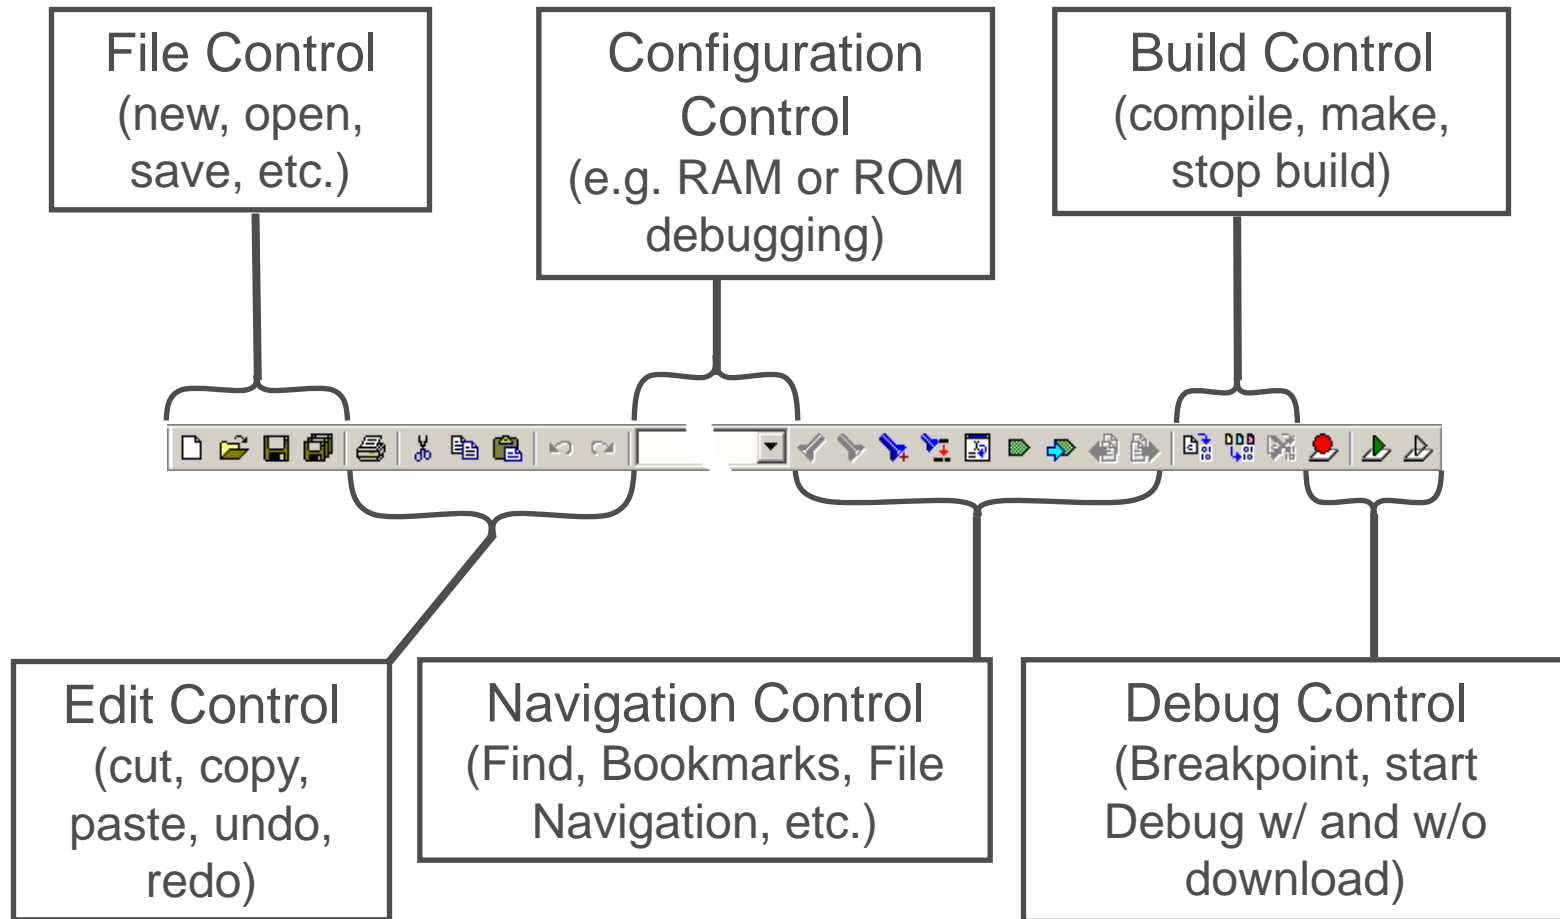 File Control
(new, open,
save, etc.)
Configuration
Control
(e.g. RAM or ROM
debugging)
Build Control
(compile, make,
stop build)
Edit Control
(cut, copy,
paste, undo,
redo)
Navigation Control
(Find, Bookmarks, File
Navigation, etc.)
Debug Control
(Breakpoint, start
Debug w/ and w/o
download)